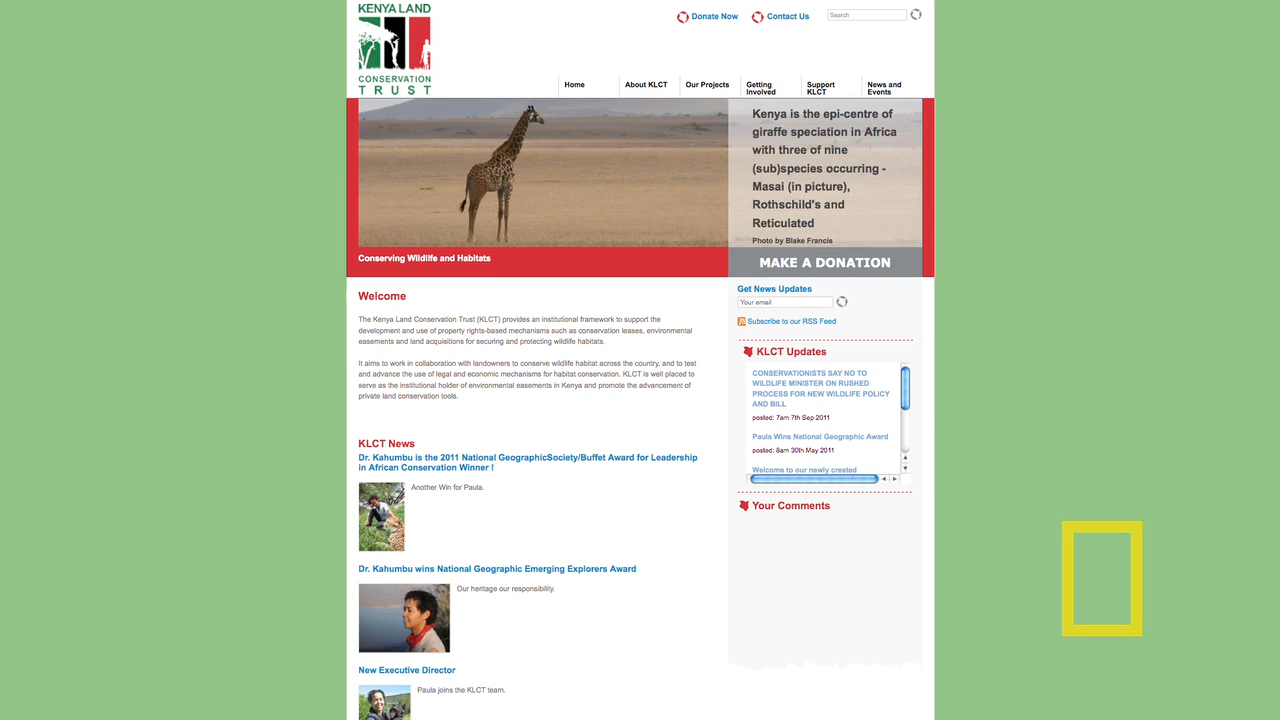 KENYA LAND
CONSERVATION
TRUST
Donate Now
Contact Us
Search
Home
About KLCT
Our Projects
Getting
Involved
Support
KLCT
News and
Events
Kenya is the epi-centre of
giraffe speciation in Africa
with three of nine
(sub)species occurring -
Masai (in picture),
Rothschild's and
Reticulated
Photo by Blake Francis
Conserving Wildlife and Habitats
MAKE A DONATION
Welcome
The Kenya Land Conservation Trust (KLCT) provides an institutional framework to support the
development and use of property rights-based mechanisms such as conservation leases, environmental
easements and land acquisitions for securing and protecting wildlife habitats.
It aims to work in collaboration with landowners to conserve wildlife habitat across the country, and to test
and advance the use of legal and economic mechanisms for habitat conservation. KLCT is well placed to
serve as the institutional holder of environmental easements in Kenya and promote the advancement of
private land conservation tools.
KLCT News
Dr. Kahumbu is the 2011 National GeographicSociety/Buffet Award for Leadership
in African Conservation Winner !
Another Win for Paula.
Dr. Kahumbu wins National Geographic Emerging Explorers Award
Our heritage our responsibility.
New Executive Director
Paula joins the KLCT team.
Get News Updates
Your email
Subscribe to our RSS Feed
KLCT Updates
CONSERVATIONISTS SAY NO TO
WILDLIFE MINISTER ON RUSHED
PROCESS FOR NEW WILDLIFE POLICY
AND BILL
posted: 7am 7th Sep 2011
Paula Wins National Geographic Award
posted: 8am 30th May 2011
Welcome to our newly created
Your Comments